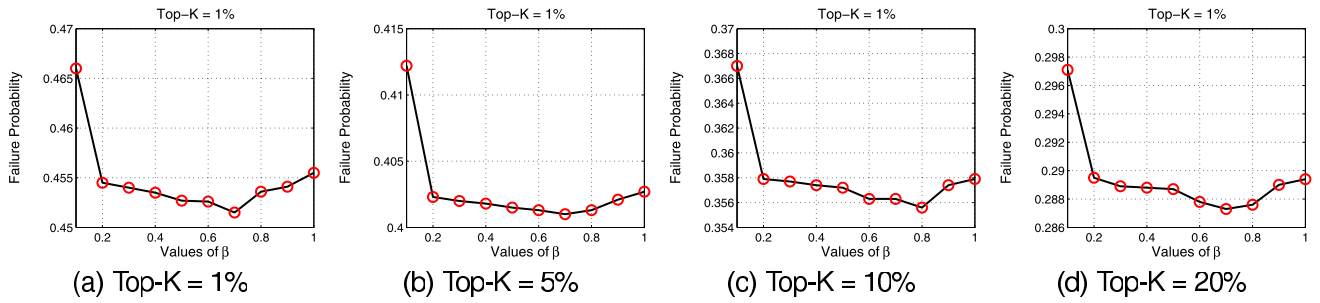 Top-K = 1%
0.47
0.465
0.46
0.455
0.45
0.2 0.4 0.6 0.8 1
Failure Probability
Values of β
(a) Top-K = 1%
Top-K = 1%
0.415
0.41
0.405
0.4
0.2 0.4 0.6 0.8 1
Failure Probability
Values of β
(b) Top-K = 5%
Top-K = 1%
0.37
0.368
0.366
0.364
0.362
0.36
0.358
0.356
0.354
0.2 0.4 0.6 0.8 1
Failure Probability
Values of β
(c) Top-K = 10%
Top-K = 1%
0.3
0.298
0.296
0.294
0.292
0.29
0.288
0.286
0.2 0.4 0.6 0.8 1
Failure Probability
Values of β
(d) Top-K = 20%